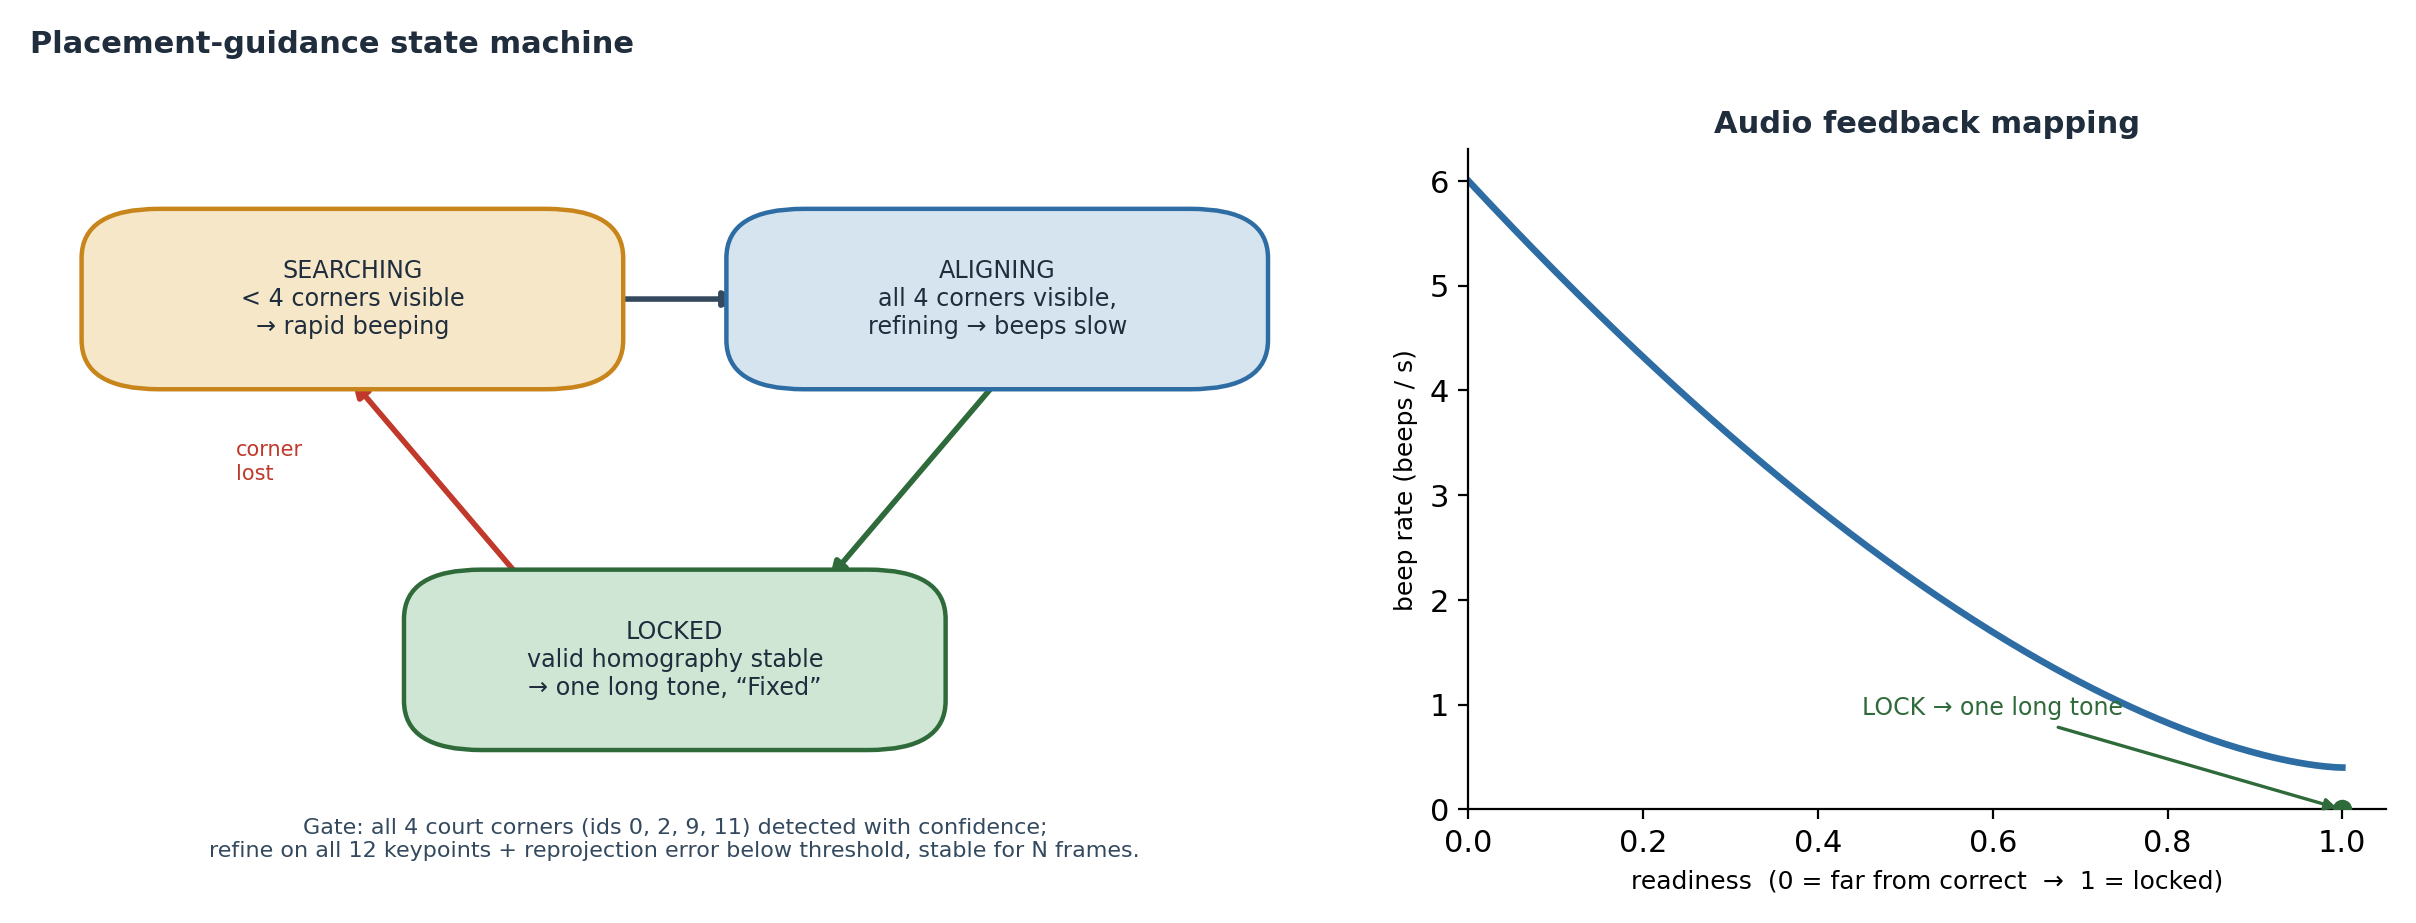 Placement-guidance state machine
SEARCHING
< 4 corners visible
→ rapid beeping
ALIGNING
all 4 corners visible,
refining → beeps slow
corner
lost
LOCKED
valid homography stable
→ one long tone, “Fixed”
Gate: all 4 court corners (ids 0, 2, 9, 11) detected with confidence;
refine on all 12 keypoints + reprojection error below threshold, stable for N frames.
Audio feedback mapping
beep rate (beeps / s)
6
5
4
3
2
1
0
LOCK → one long tone
0.0 0.2 0.4 0.6 0.8 1.0
readiness (0 = far from correct → 1 = locked)